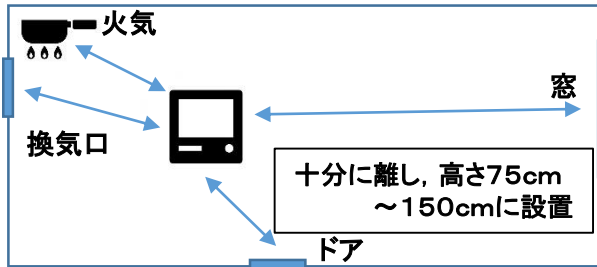 火気
窓
換気口
十分に離し，高さ75cm
～150cmに設置
ドア